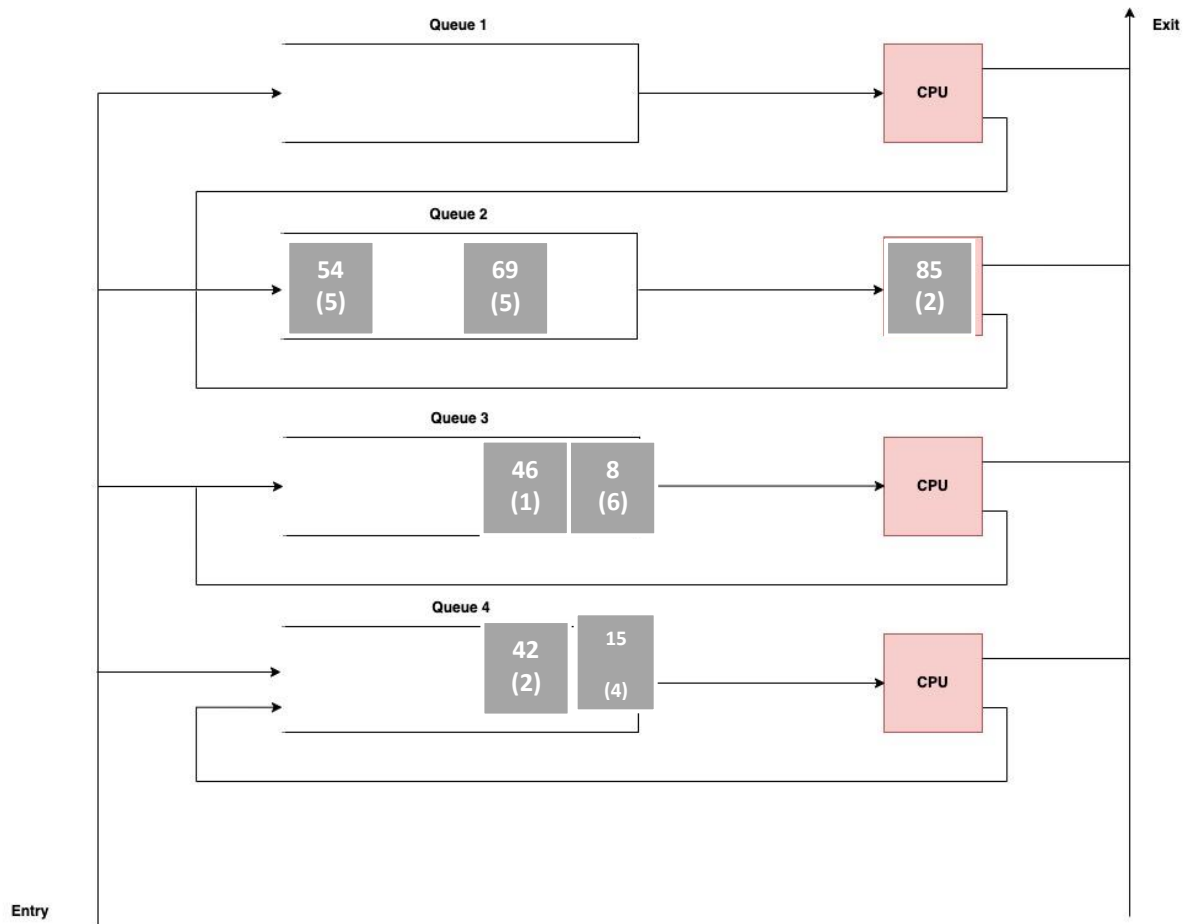 Queue 1
Exit
CPU
Queue 2
54
(5)
69
(5)
85
(2)
Queue 3
46
(1)
8
(6)
CPU
Queue 4
42
(2)
15
(4)
CPU
Entry